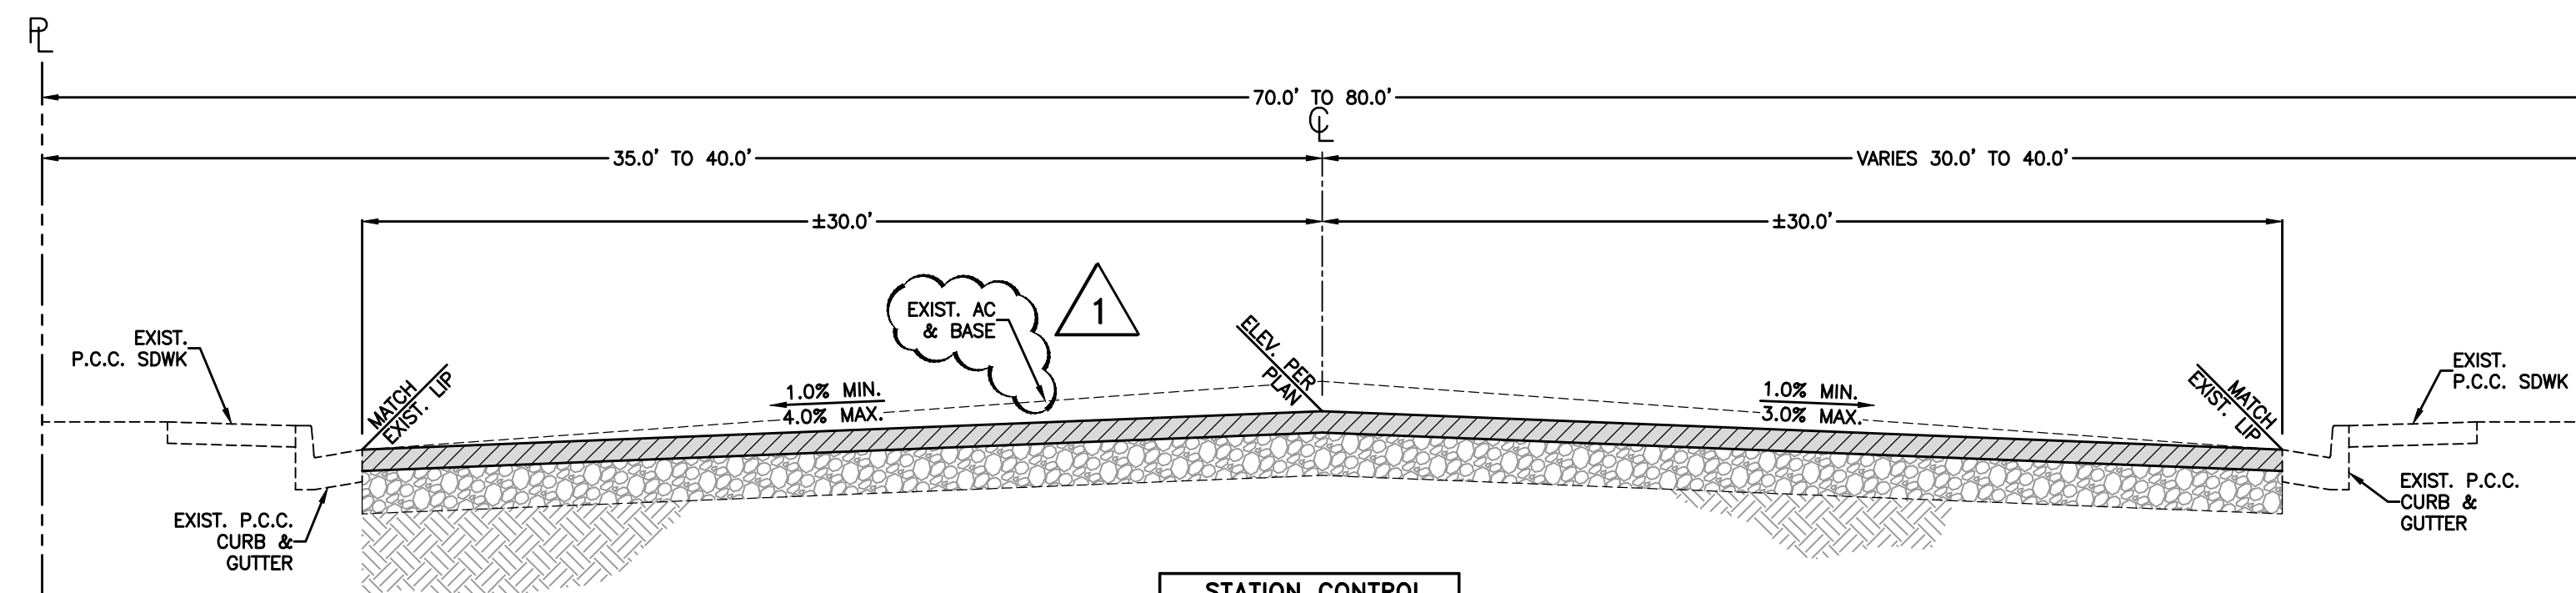 PL
70.0' TO 80.0'
CL
35.0' TO 40.0'
VARIES 30.0' TO 40.0'
±30.0'
±30.0'
EXIST. AC
& BASE
1
EXIST.
P.C.C. SDWK
MATCH
EXIST. LIP
1.0% MIN.
4.0% MAX.
ELEV. PER
PLAN
1.0% MIN.
3.0% MAX.
MATCH
EXIST. LIP
EXIST.
P.C.C. SDWK
EXIST. P.C.C.
CURB &
GUTTER
EXIST. P.C.C.
CURB &
GUTTER
STATION CONTROL